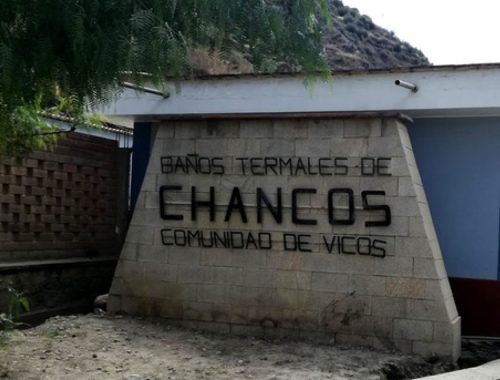 BAÑOS TERMALES DE
CHANCOS
COMUNIDAD DE VICOS